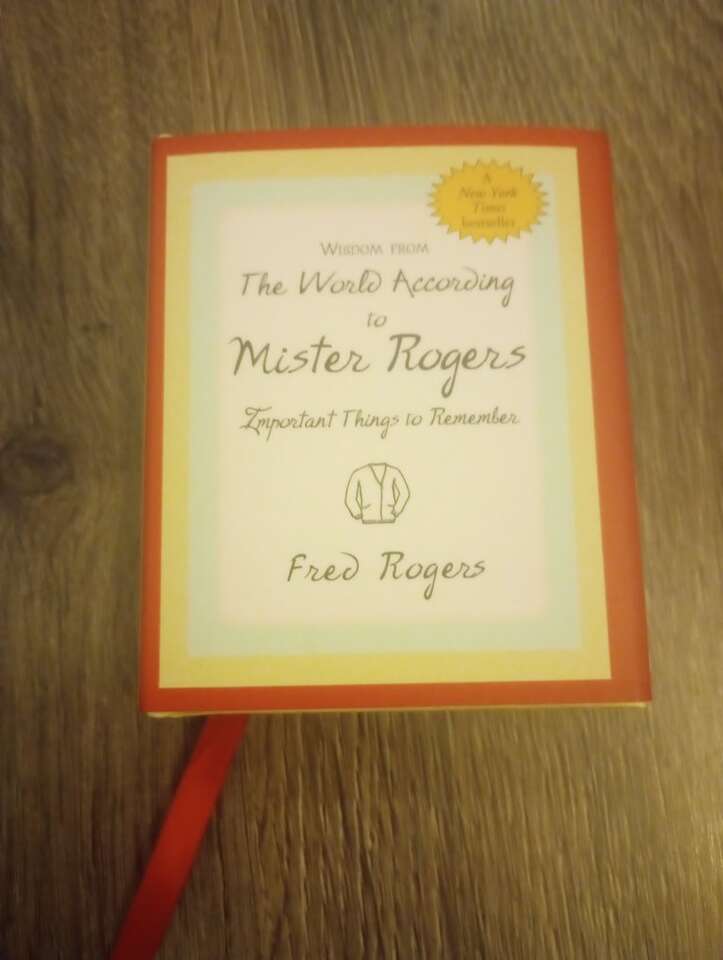 A
New York
Times
bestseller
WISDOM FROM
The World According
to
Mister Rogers
Important Things to Remember
Fred Rogers